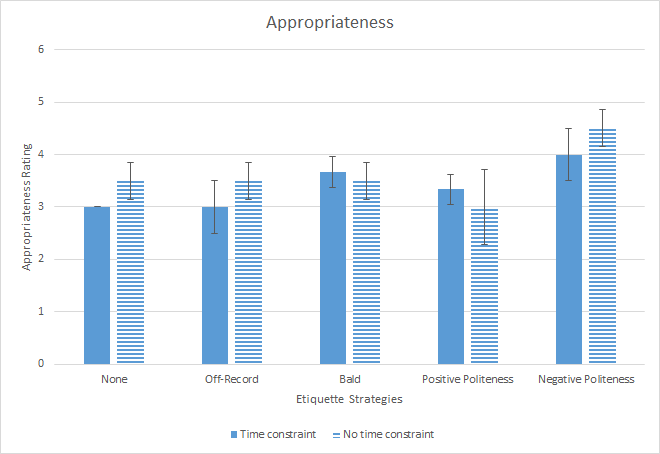 Appropriateness
6
5
4
3
2
1
0
Appropriateness Rating
None Off-Record Bald Positive Politeness Negative Politeness
Etiquette Strategies
Time constraint No time constraint